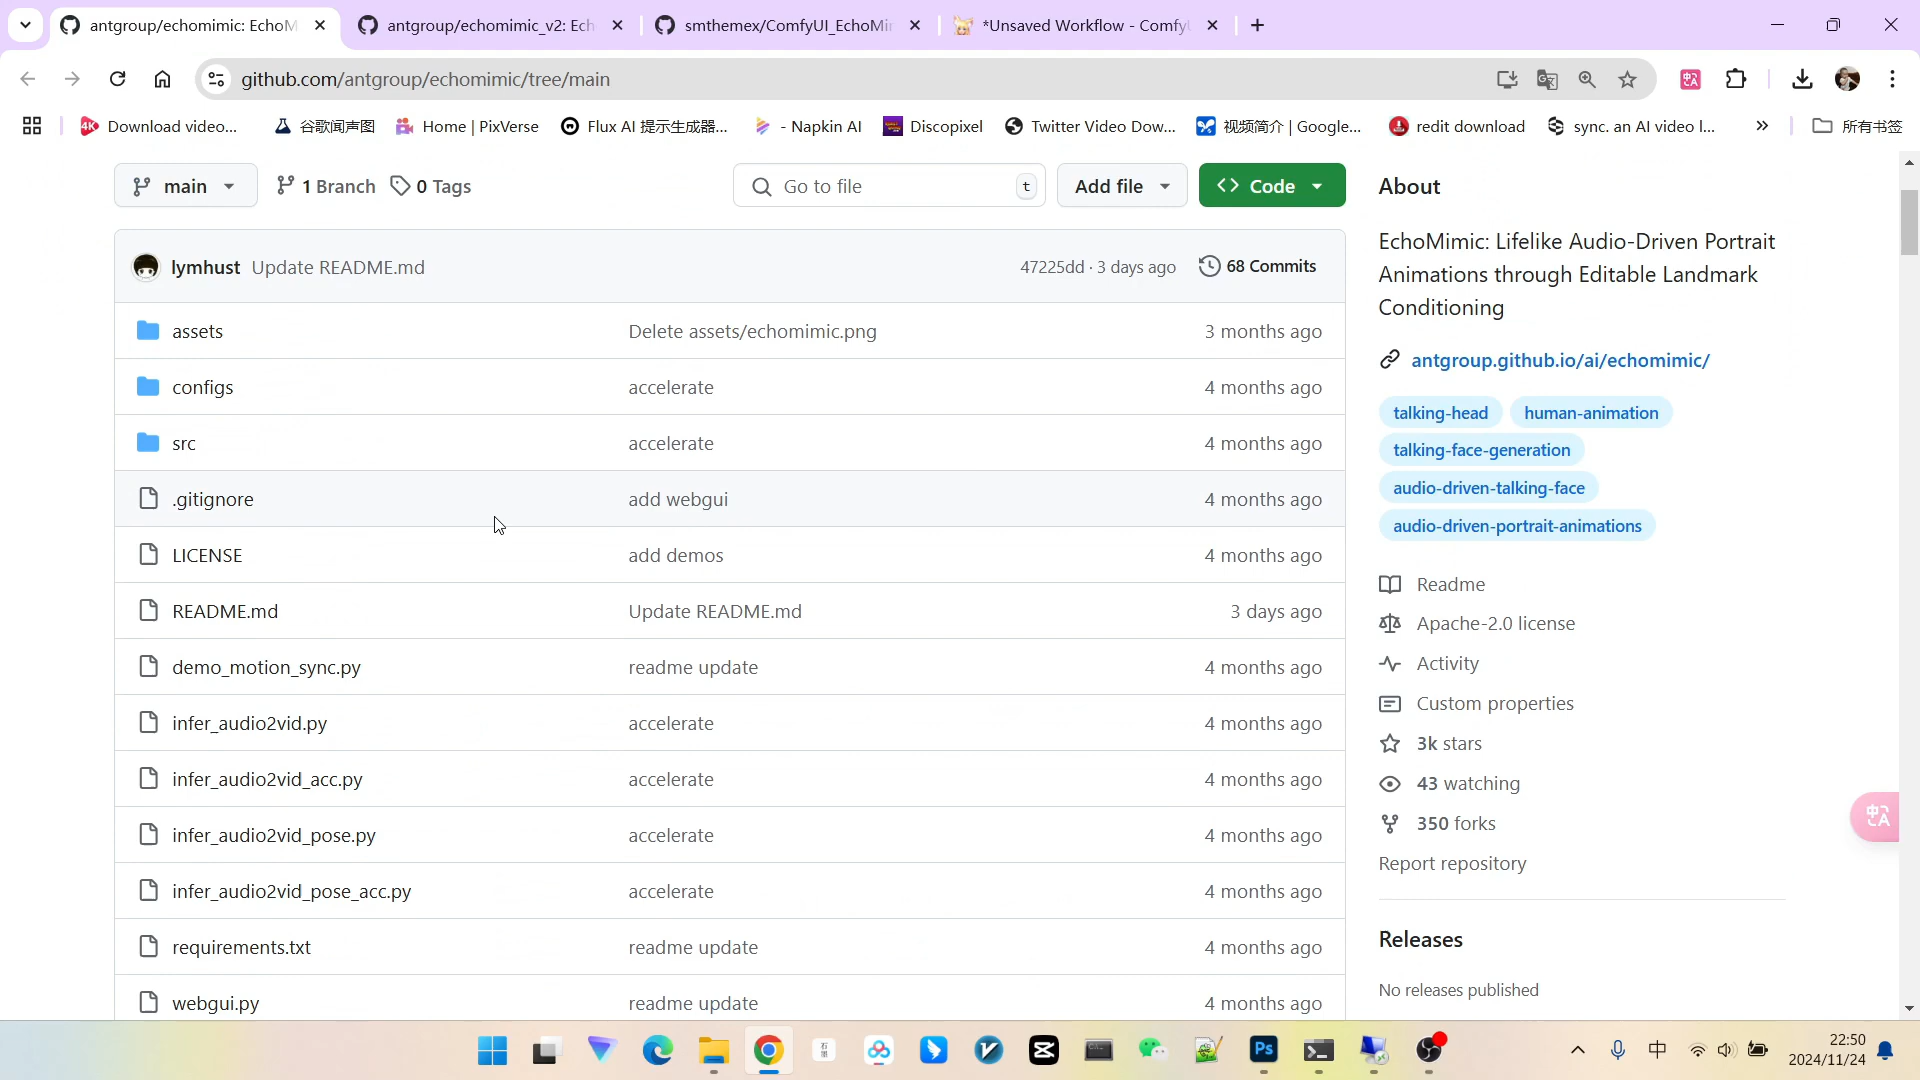 antgroup/echomimic: EchoM
antgroup/echomimic_v2: Ech
smthemex/ComfyUI_EchoMim
*Unsaved Workflow - ComfyU
github.com/antgroup/echomimic/tree/main
Download video...
谷歌闻声图
Home | PixVerse
Flux AI 提示生成器...
- Napkin AI
Discopixel
Twitter Video Dow...
视频简介 | Google...
redit download
sync. an AI video l...
所有书签
main
1 Branch
0 Tags
Go to file
t
Add file
Code
lymhust
Update README.md
47225dd · 3 days ago
68 Commits
assets
Delete assets/echomimic.png
3 months ago
configs
accelerate
4 months ago
src
accelerate
4 months ago
.gitignore
add webgui
4 months ago
LICENSE
add demos
4 months ago
README.md
Update README.md
3 days ago
demo_motion_sync.py
readme update
4 months ago
infer_audio2vid.py
accelerate
4 months ago
infer_audio2vid_acc.py
accelerate
4 months ago
infer_audio2vid_pose.py
accelerate
4 months ago
infer_audio2vid_pose_acc.py
accelerate
4 months ago
requirements.txt
readme update
4 months ago
webgui.py
readme update
4 months ago
About
EchoMimic: Lifelike Audio-Driven Portrait
Animations through Editable Landmark
Conditioning
antgroup.github.io/ai/echomimic/
talking-head
human-animation
talking-face-generation
audio-driven-talking-face
audio-driven-portrait-animations
Readme
Apache-2.0 license
Activity
Custom properties
3k stars
43 watching
350 forks
Report repository
Releases
No releases published
Ps
中
22:50
2024/11/24